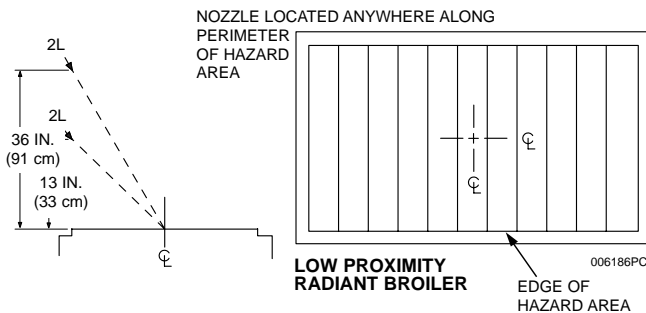 NOZZLE LOCATED ANYWHERE ALONG
PERIMETER
OF HAZARD
AREA
2L
2L
36 IN.
(91 cm)
13 IN.
(33 cm)
℄
℄
℄
LOW PROXIMITY
RADIANT BROILER
006186PC
EDGE OF
HAZARD AREA